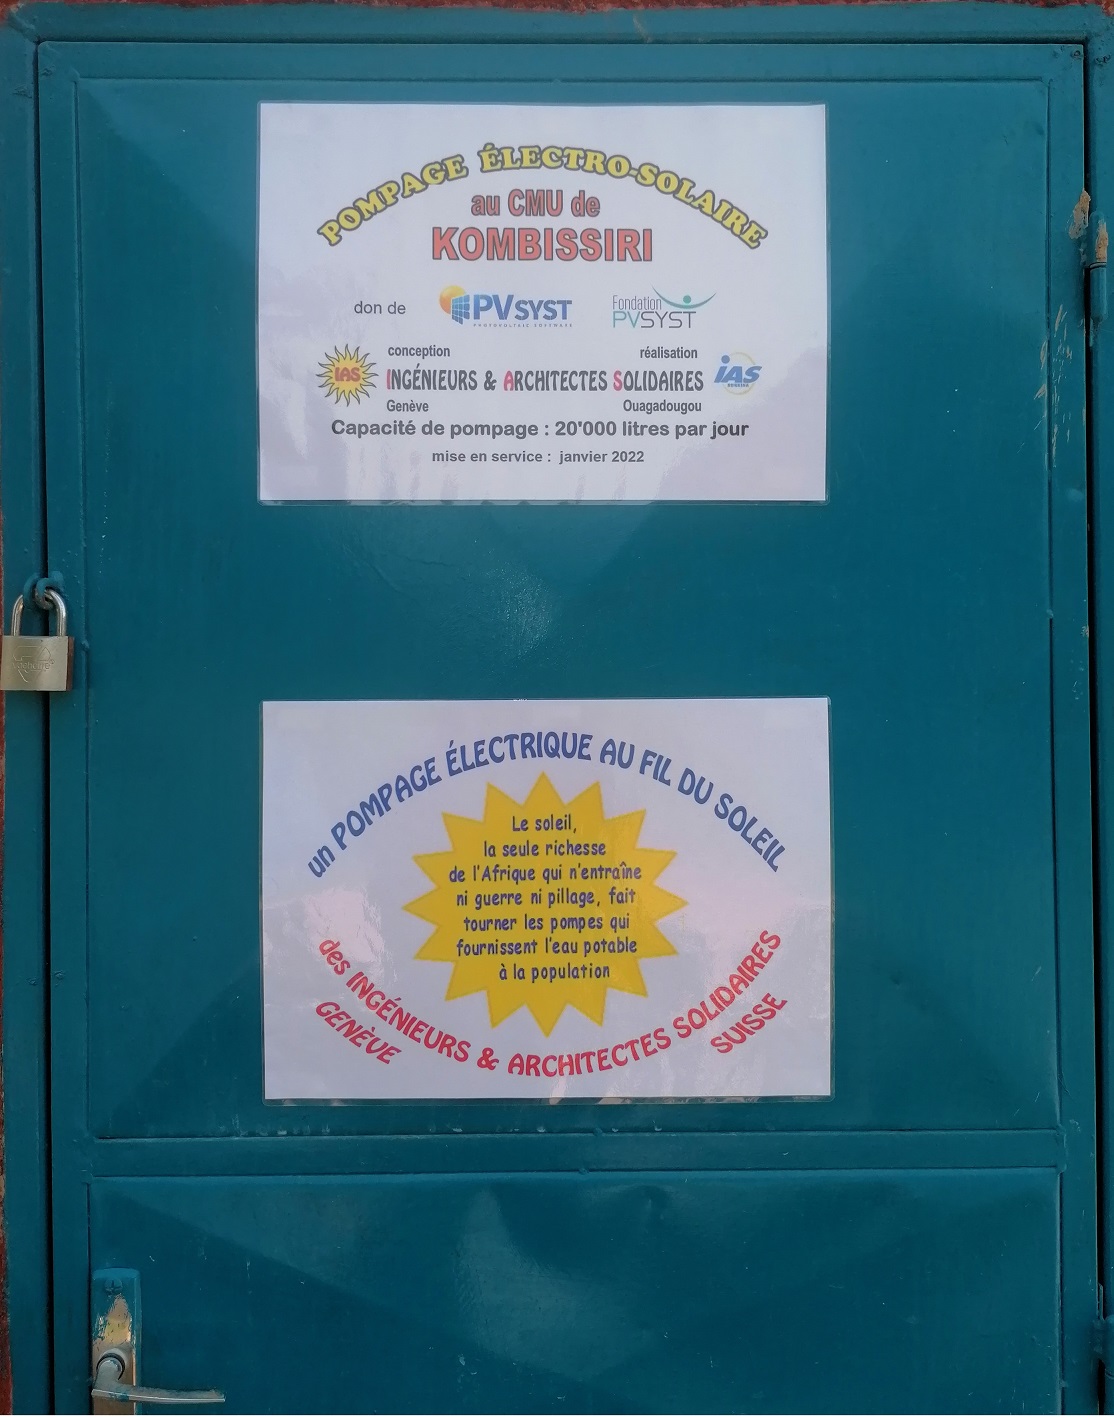 POMPAGE ÉLECTRO-SOLAIRE
au CMU de
KOMBISSIRI
don de
PVSYST
PHOTOVOLTAIC SOFTWARE
Fondation
PVSYST
conception
réalisation
IAS
INGÉNIEURS & ARCHITECTES SOLIDAIRES
iAS
BURKINA
Genève
Ouagadougou
Capacité de pompage : 20'000 litres par jour
mise en service : janvier 2022
un POMPAGE ÉLECTRIQUE AU FIL DU SOLEIL
Le soleil,
la seule richesse
de l'Afrique qui n'entraîne
ni guerre ni pillage, fait
tourner les pompes qui
fournissent l'eau potable
à la population
des INGÉNIEURS & ARCHITECTES SOLIDAIRES
GENÈVE
SUISSE